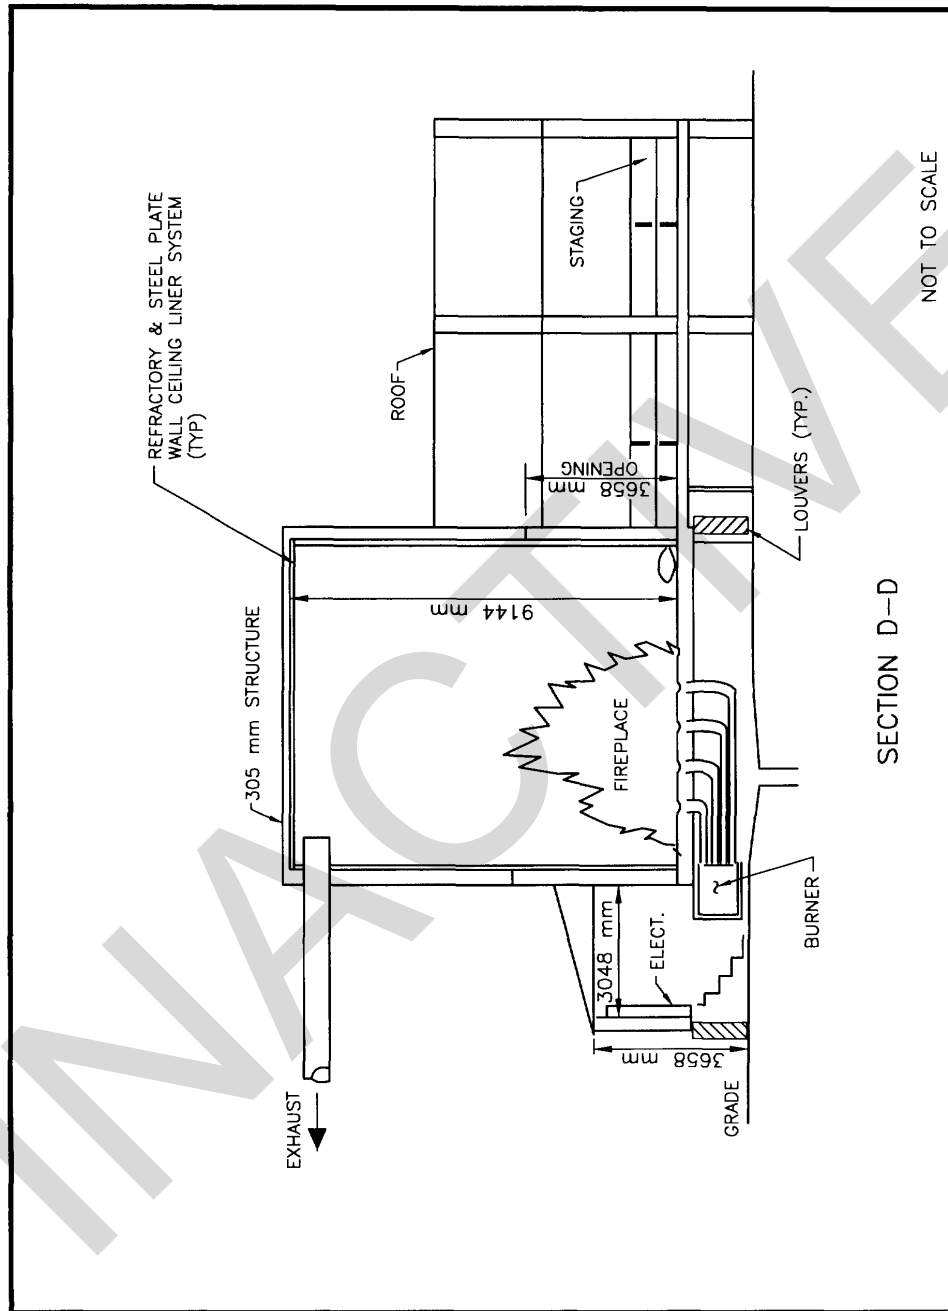 REFRACTORY & STEEL PLATE
WALL CEILING LINER SYSTEM
(TYP)
305 mm STRUCTURE
ROOF
EXHAUST
STAGING
9144 mm
3658 mm
OPENING
FIREPLACE
3048 mm
ELECT.
3658 mm
GRADE
BURNER
LOUVERS (TYP.)
SECTION D-D
NOT TO SCALE
INACTIVE